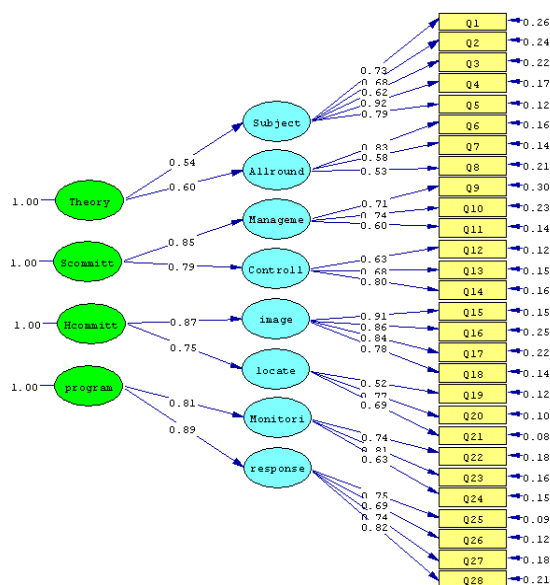 Q1 0.26
Q2 0.24
Q3 0.22
Q4 0.17
Q5 0.12
Q6 0.16
Q7 0.14
Q8 0.21
Q9 0.30
Q10 0.23
Q11 0.14
Q12 0.12
Q13 0.15
Q14 0.16
Q15 0.15
Q16 0.25
Q17 0.22
Q18 0.14
Q19 0.12
Q20 0.10
Q21 0.08
Q22 0.18
Q23 0.16
Q24 0.15
Q25 0.09
Q26 0.12
Q27 0.18
Q28 0.21
0.73
0.68
0.62
0.92
0.79
0.83
0.58
0.53
0.71
0.74
0.60
0.63
0.68
0.80
0.91
0.86
0.84
0.78
0.52
0.77
0.69
0.74
0.81
0.63
0.75
0.69
0.74
0.82
Subject
Allround
Manageme
Controll
image
locate
Monitori
response
0.54
0.60
0.85
0.79
0.87
0.75
0.81
0.89
1.00 Theory
1.00 Scommitt
1.00 Hcommitt
1.00 program